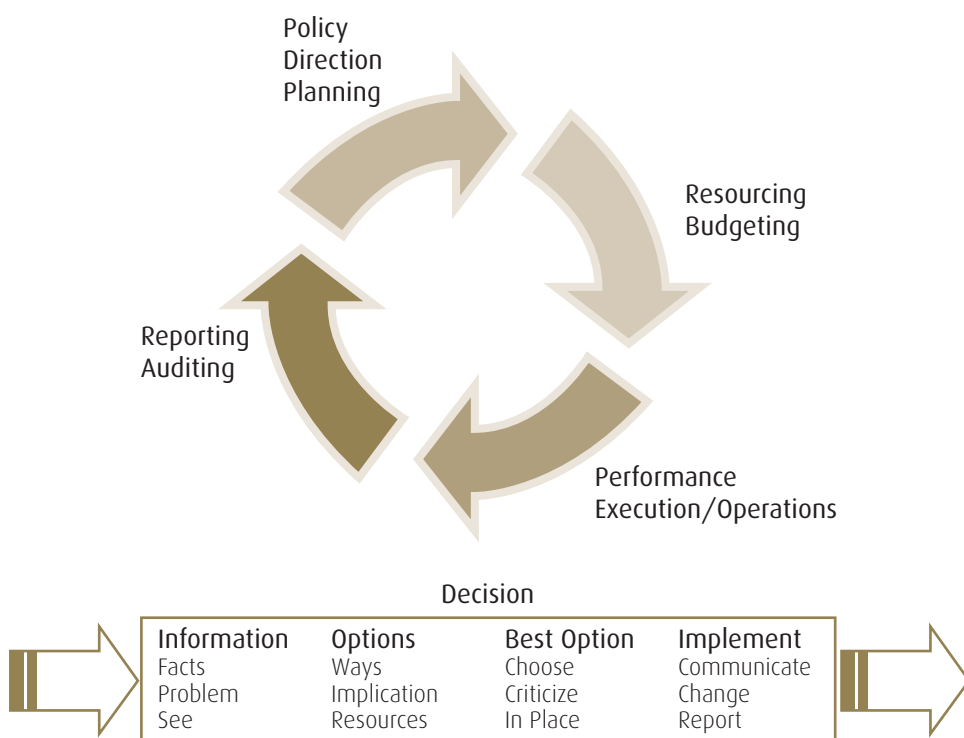 Policy
Direction
Planning
Resourcing
Budgeting
Reporting
Auditing
Performance
Execution/Operations
Decision
Information
Facts
Problem
See
Options
Ways
Implication
Resources
Best Option
Choose
Criticize
In Place
Implement
Communicate
Change
Report